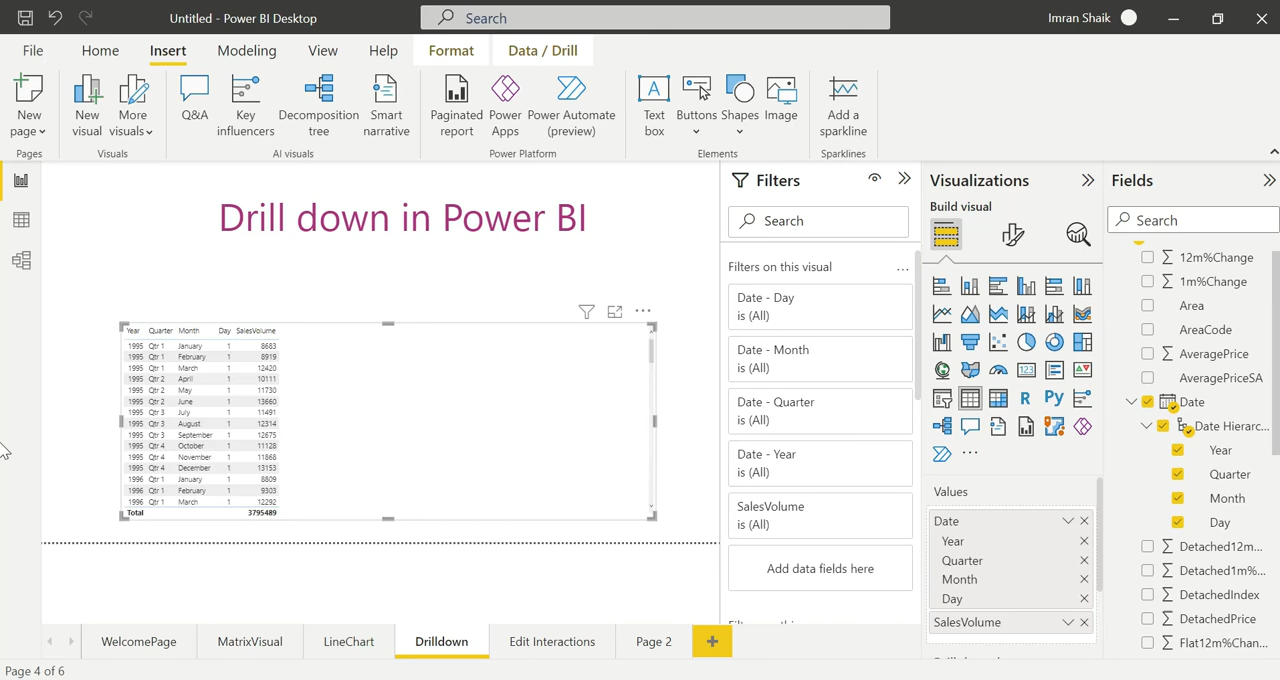 Untitled - Power BI Desktop
Search
Imran Shaik
File Home Insert Modeling View Help Format Data / Drill
New page
New visual
More visuals
Q&A
Key influencers
Decomposition tree
Smart narrative
Paginated report
Power Apps
Power Automate (preview)
Text box
Buttons
Shapes
Image
Add a sparkline
Pages
Visuals
AI visuals
Power Platform
Elements
Sparklines
Drill down in Power BI
Year Quarter Month Day SalesVolume
1995 Qtr 1 January 1 8683
1995 Qtr 1 February 1 8919
1995 Qtr 1 March 1 12420
1995 Qtr 2 April 1 10111
1995 Qtr 2 May 1 11730
1995 Qtr 2 June 1 13660
1995 Qtr 3 July 1 11491
1995 Qtr 3 August 1 12314
1995 Qtr 3 September 1 12675
1995 Qtr 4 October 1 11128
1995 Qtr 4 November 1 11868
1995 Qtr 4 December 1 13153
1996 Qtr 1 January 1 8809
1996 Qtr 1 February 1 9303
1996 Qtr 1 March 1 12292
Total 3795489
Filters
Search
Filters on this visual
...
Date - Day
is (All)
Date - Month
is (All)
Date - Quarter
is (All)
Date - Year
is (All)
SalesVolume
is (All)
Add data fields here
Visualizations
Build visual
123
R
Py
...
Values
Date
Year
Quarter
Month
Day
SalesVolume
Fields
Search
12m%Change
1m%Change
Area
AreaCode
AveragePrice
AveragePriceSA
Date
Date Hierarc...
Year
Quarter
Month
Day
Detached12m...
Detached1m%...
DetachedIndex
DetachedPrice
Flat12m%Chan...
WelcomePage MatrixVisual LineChart Drilldown Edit Interactions Page 2 +
Page 4 of 6